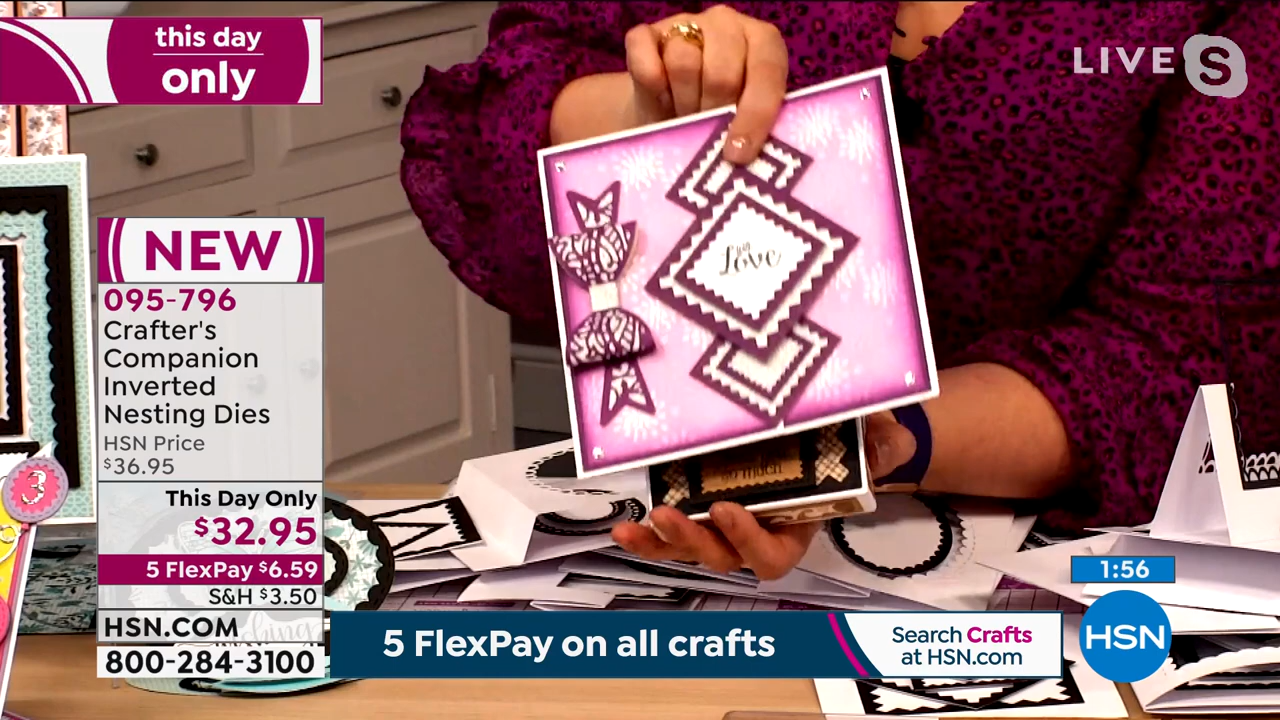 this day
only
LIVE S
((NEW))
095-796
Crafter's
Companion
Inverted
Nesting Dies
HSN Price
$36.95
This Day Only
$32.95
5 FlexPay $6.59
S&H $3.50
HSN.COM
800-284-3100
Love
so much
3
1:56
5 FlexPay on all crafts
Search Crafts
at HSN.com
HSN